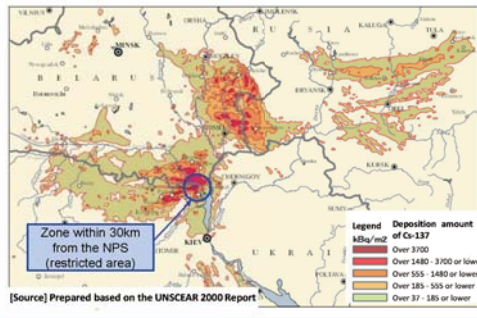 VILNIUS
ORSHA
SMOLENSK
KALUGA
TULA
MINSK
R U S S I A
B E L A R U S
BRYANSK
KURSK
CHERNIGOV
Zone within 30km
from the NPS
(restricted area)
KIEV
U K R A I
POLTAVA
Legend
kBq/m2
Deposition amount
of Cs-137
Over 3700
Over 1480 - 3700 or lower
Over 555 - 1480 or lower
Over 185 - 555 or lower
Over 37 - 185 or lower
[Source] Prepared based on the UNSCEAR 2000 Report